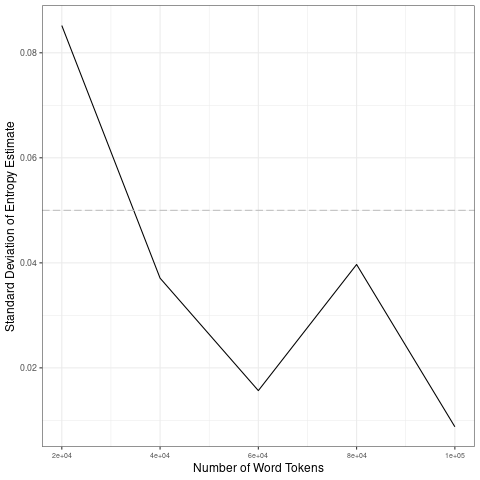 Standard Deviation of Entropy Estimate
0.08
0.06
0.04
0.02
2e+04
4e+04
6e+04
8e+04
1e+05
Number of Word Tokens